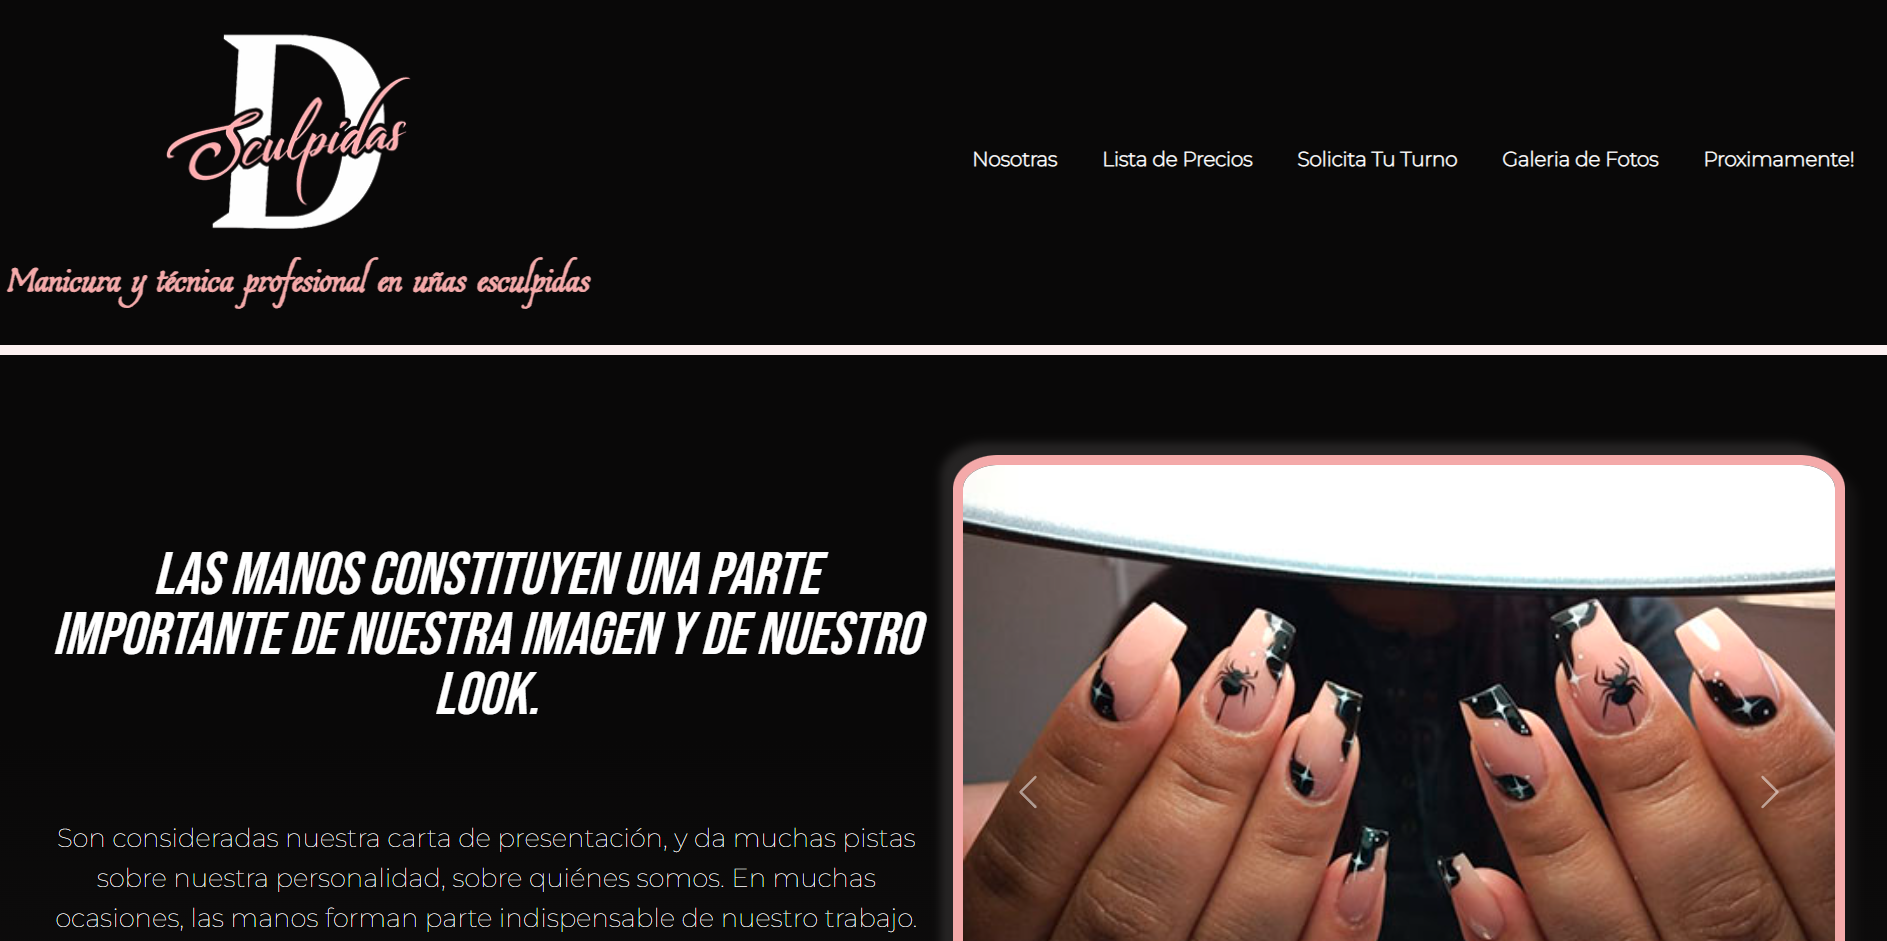 D
Sculpidas
Manicura y técnica profesional en uñas esculpidas
Nosotras
Lista de Precios
Solicita Tu Turno
Galeria de Fotos
Proximamente!
LAS MANOS CONSTITUYEN UNA PARTE
IMPORTANTE DE NUESTRA IMAGEN Y DE NUESTRO
LOOK.
Son consideradas nuestra carta de presentación, y da muchas pistas
sobre nuestra personalidad, sobre quiénes somos. En muchas
ocasiones, las manos forman parte indispensable de nuestro trabajo.